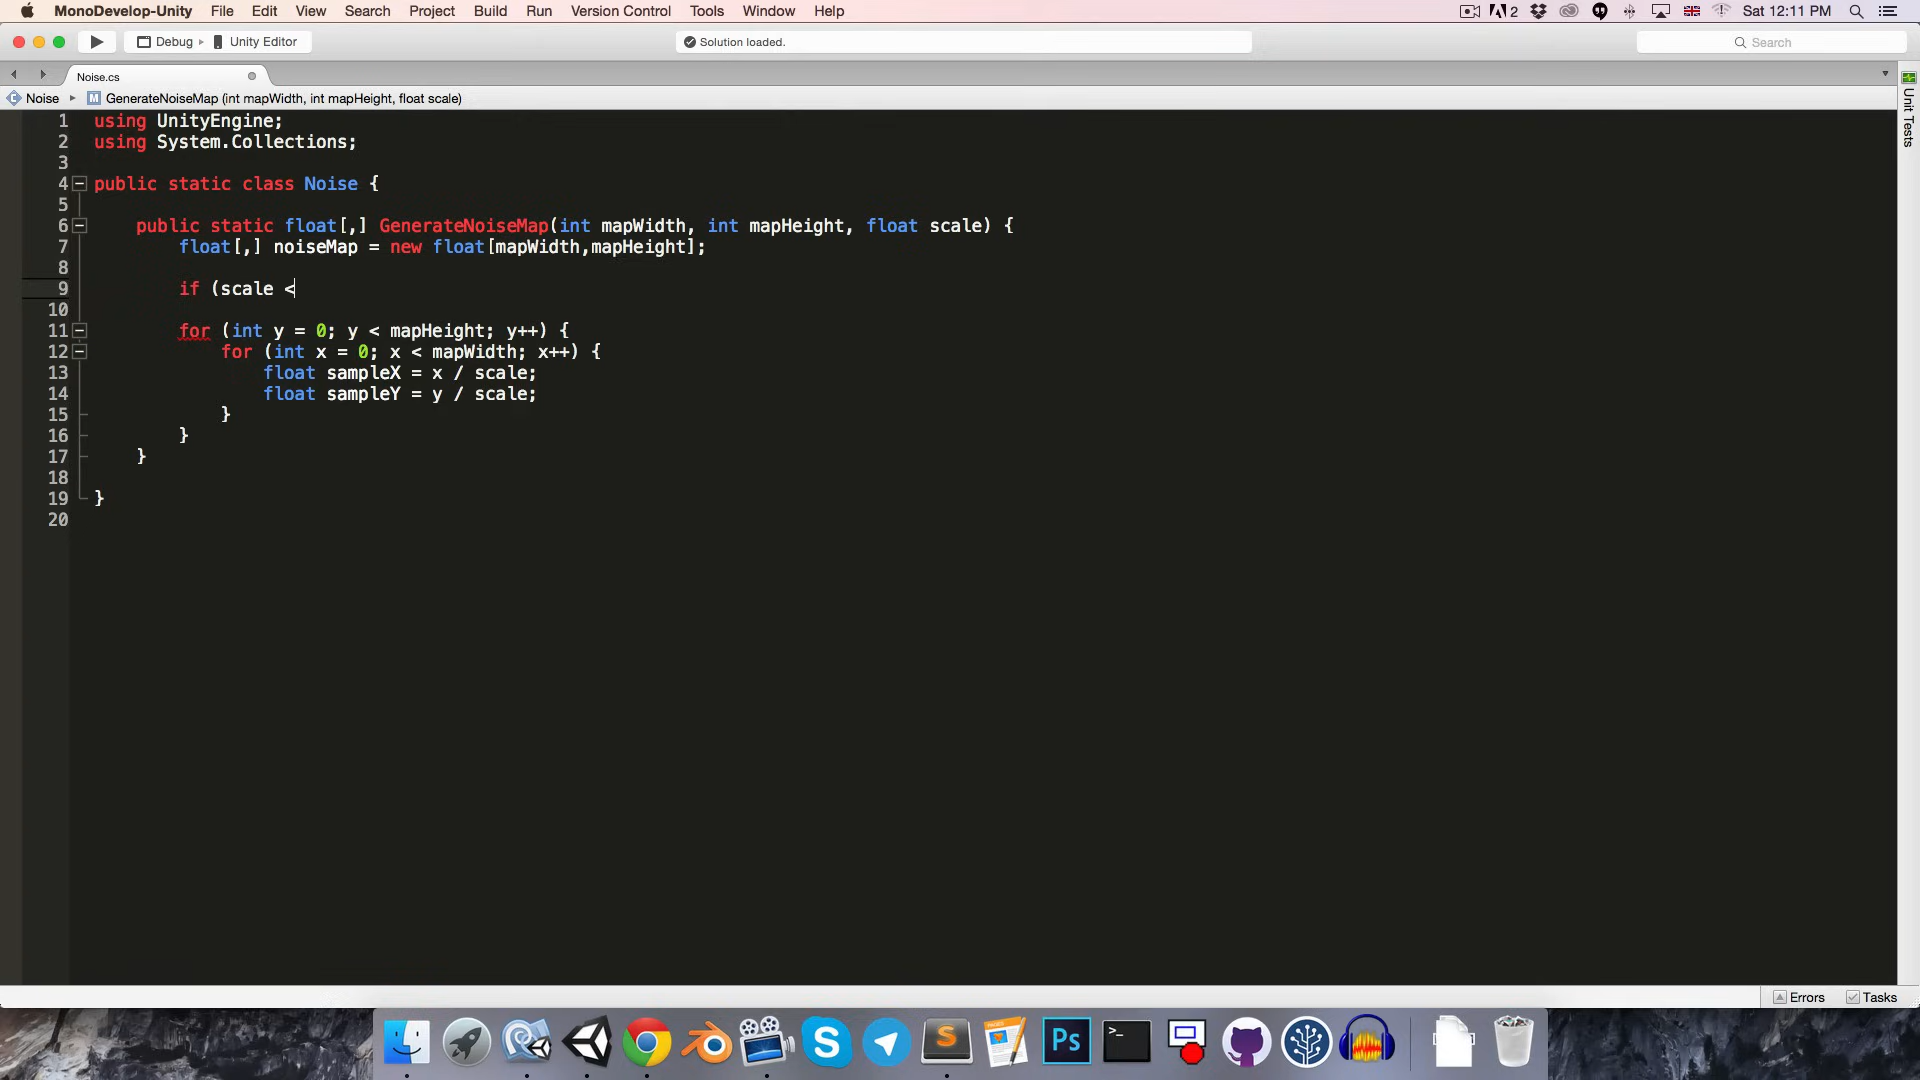 MonoDevelop-Unity File Edit View Search Project Build Run Version Control Tools Window Help 2 Sat 12:11 PM
Debug Unity Editor Solution loaded. Search
Noise.cs
Noise GenerateNoiseMap (int mapWidth, int mapHeight, float scale)
Unit Tests
1 using UnityEngine;
2 using System.Collections;
3
4 public static class Noise {
5
6 public static float[,] GenerateNoiseMap(int mapWidth, int mapHeight, float scale) {
7 float[,] noiseMap = new float[mapWidth,mapHeight];
8
9 if (scale <
10
11 for (int y = 0; y < mapHeight; y++) {
12 for (int x = 0; x < mapWidth; x++) {
13 float sampleX = x / scale;
14 float sampleY = y / scale;
15 }
16 }
17 }
18
19 }
20
Errors Tasks
S S Ps >_